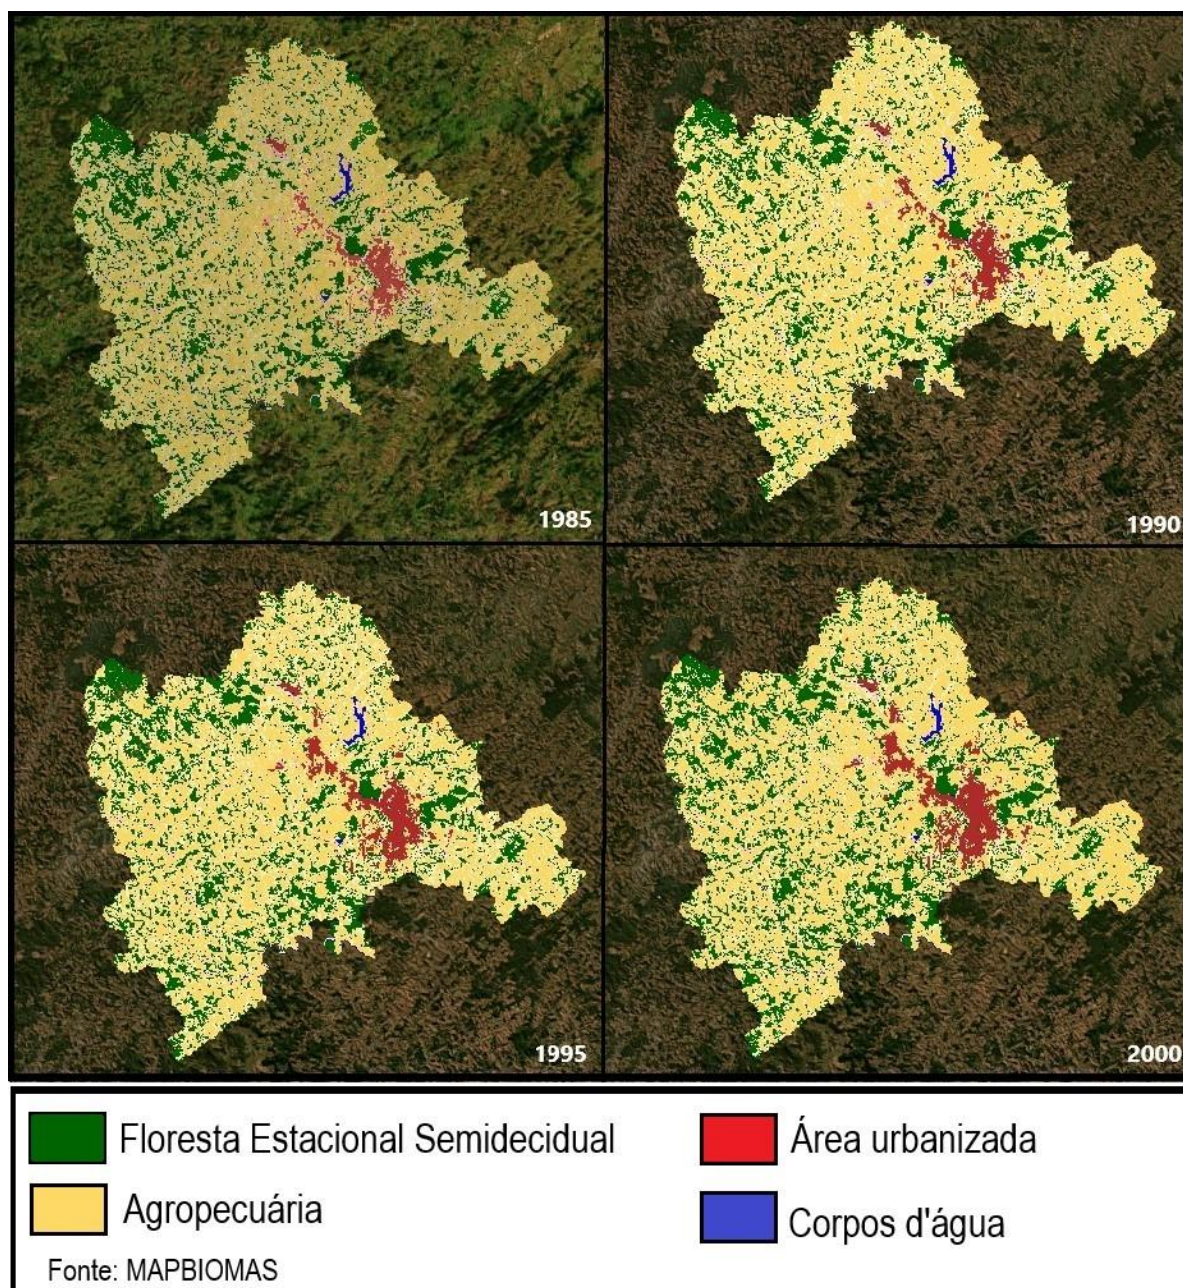 1985
1990
1995
2000
Floresta Estacional Semidecidual
Área urbanizada
Agropecuária
Corpos d'água
Fonte: MAPBIOMAS